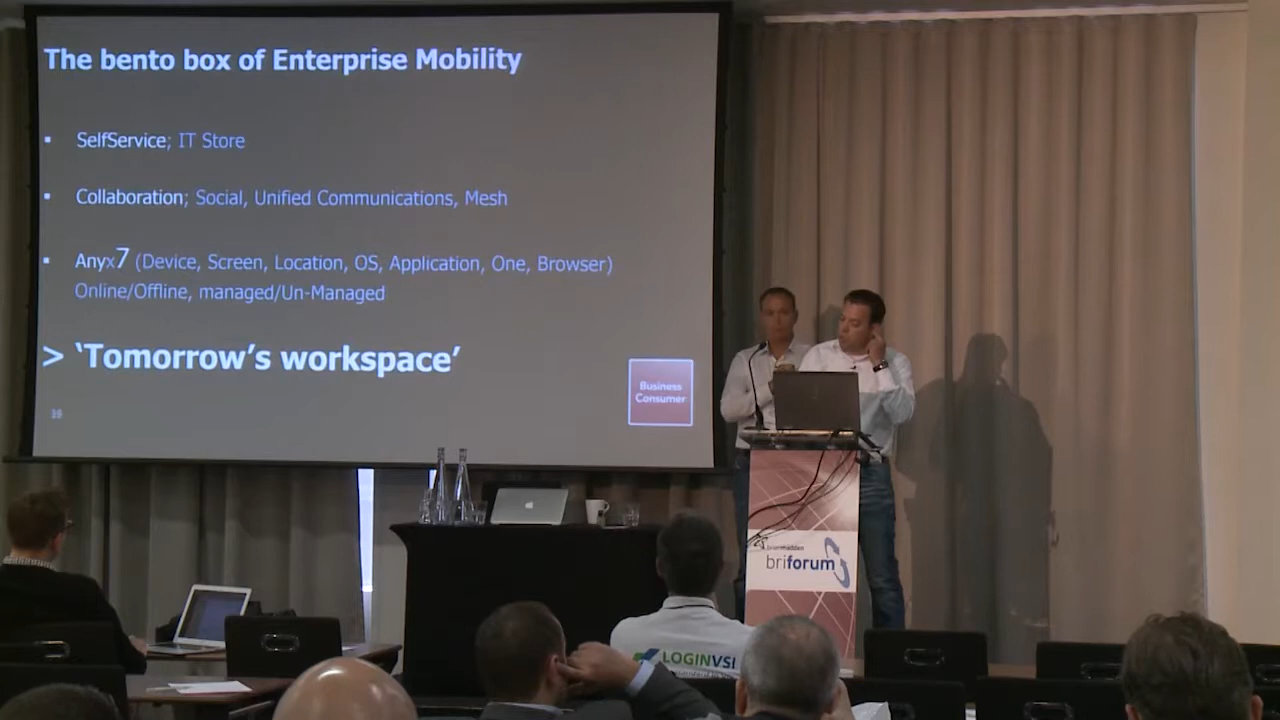 The bento box of Enterprise Mobility
▪ SelfService; IT Store
▪ Collaboration; Social, Unified Communications, Mesh
▪ Anyx7 (Device, Screen, Location, OS, Application, One, Browser)
Online/Offline, managed/Un-Managed
> ‘Tomorrow’s workspace’
Business
Consumer
brianmadden
briforum
LOGINVSI